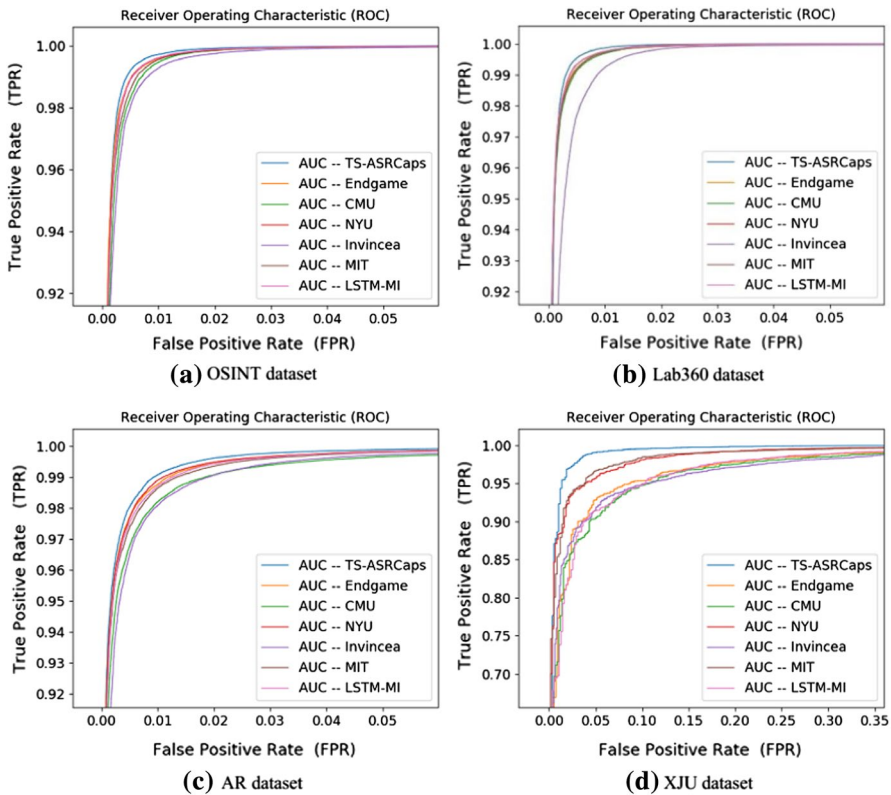 Receiver Operating Characteristic (ROC)
True Positive Rate (TPR)
1.00
0.98
0.96
0.94
0.92
AUC -- TS-ASRCaps
AUC -- Endgame
AUC -- CMU
AUC -- NYU
AUC -- Invincea
AUC -- MIT
AUC -- LSTM-MI
0.00 0.01 0.02 0.03 0.04 0.05
False Positive Rate (FPR)
(a) OSINT dataset
Receiver Operating Characteristic (ROC)
True Positive Rate (TPR)
1.00
0.99
0.98
0.97
0.96
0.95
0.94
0.93
0.92
AUC -- TS-ASRCaps
AUC -- Endgame
AUC -- CMU
AUC -- NYU
AUC -- Invincea
AUC -- MIT
AUC -- LSTM-MI
0.00 0.01 0.02 0.03 0.04 0.05
False Positive Rate (FPR)
(b) Lab360 dataset
Receiver Operating Characteristic (ROC)
True Positive Rate (TPR)
1.00
0.99
0.98
0.97
0.96
0.95
0.94
0.93
0.92
AUC -- TS-ASRCaps
AUC -- Endgame
AUC -- CMU
AUC -- NYU
AUC -- Invincea
AUC -- MIT
AUC -- LSTM-MI
0.00 0.01 0.02 0.03 0.04 0.05
False Positive Rate (FPR)
(c) AR dataset
Receiver Operating Characteristic (ROC)
True Positive Rate (TPR)
1.00
0.95
0.90
0.85
0.80
0.75
0.70
AUC -- TS-ASRCaps
AUC -- Endgame
AUC -- CMU
AUC -- NYU
AUC -- Invincea
AUC -- MIT
AUC -- LSTM-MI
0.00 0.05 0.10 0.15 0.20 0.25 0.30 0.35
False Positive Rate (FPR)
(d) XJU dataset